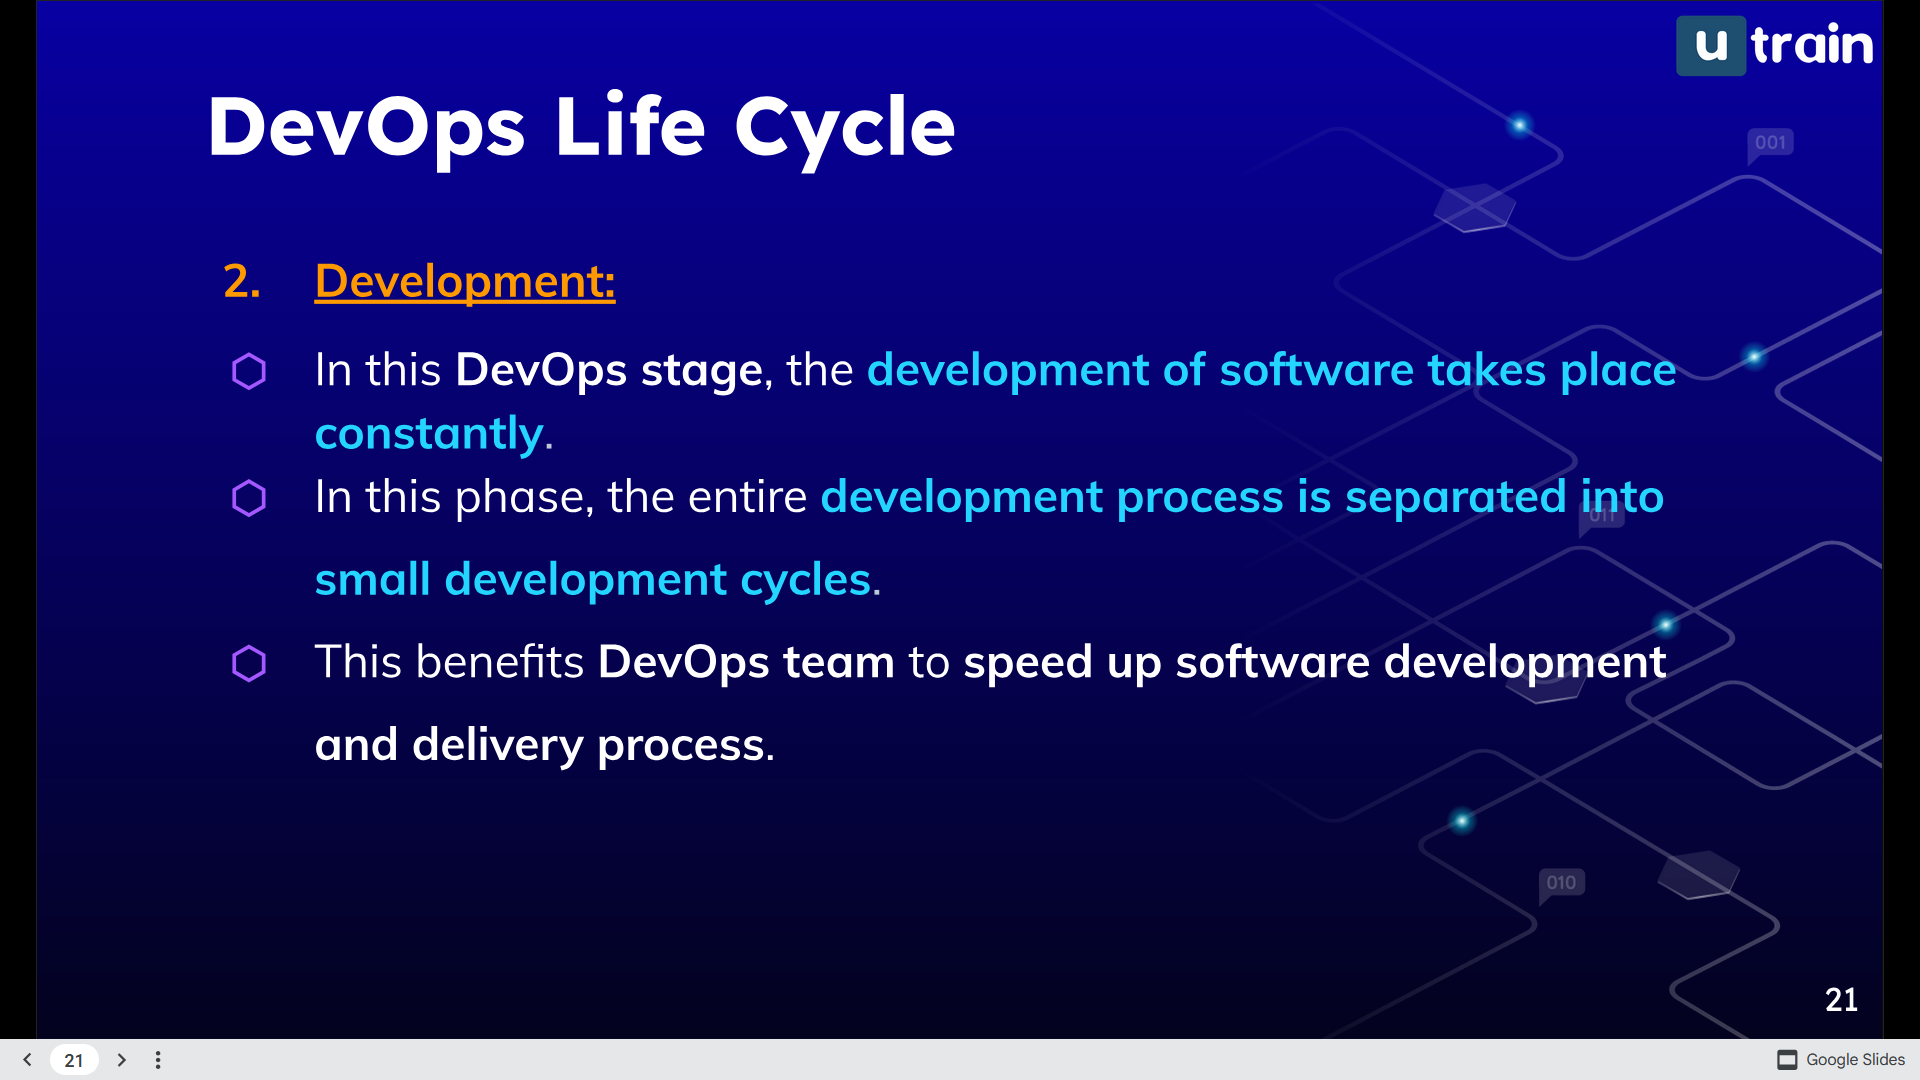 u train
DevOps Life Cycle
001
2. Development:
In this DevOps stage, the development of software takes place
constantly.
In this phase, the entire development process is separated into
011
small development cycles.
This benefits DevOps team to speed up software development
and delivery process.
010
21
21
Google Slides